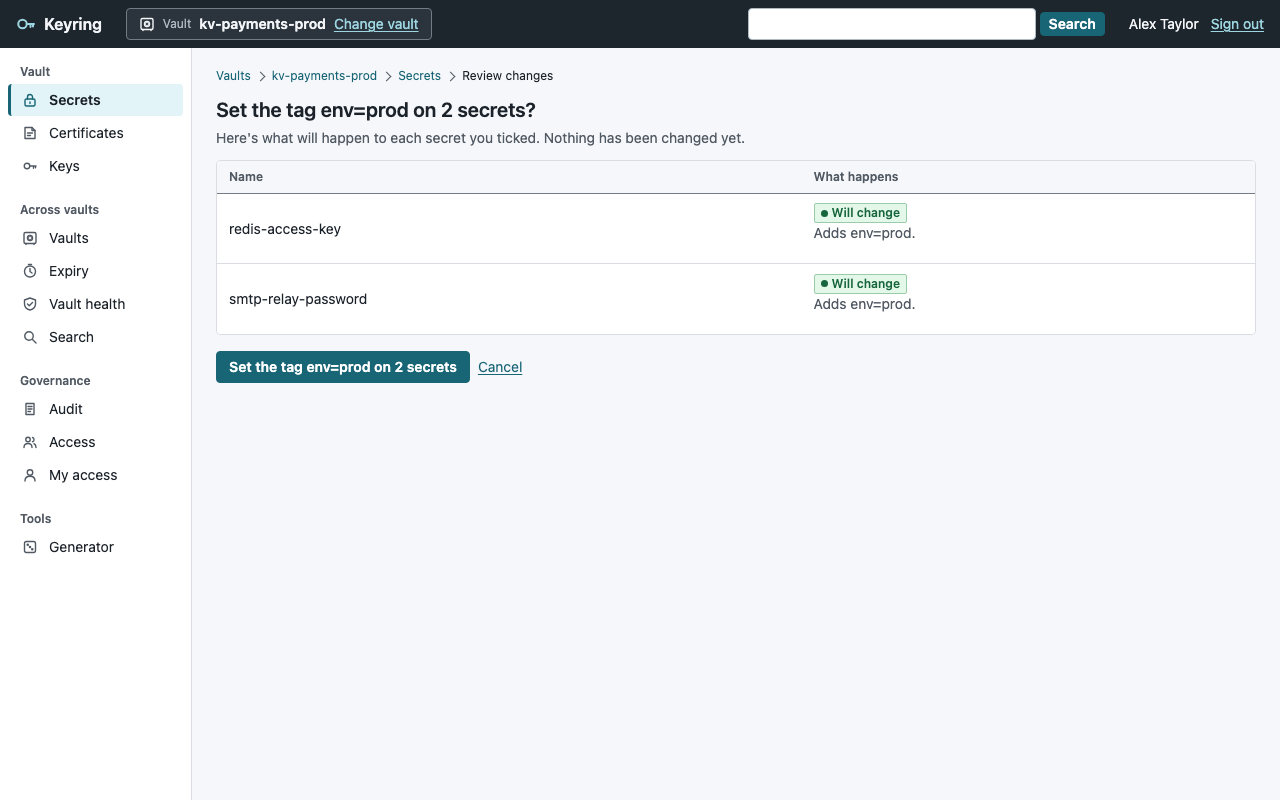 Keyring
Vault kv-payments-prod Change vault
Search
Alex Taylor
Sign out
Vault
Secrets
Certificates
Keys
Across vaults
Vaults
Expiry
Vault health
Search
Governance
Audit
Access
My access
Tools
Generator
Vaults > kv-payments-prod > Secrets > Review changes
Set the tag env=prod on 2 secrets?
Here's what will happen to each secret you ticked. Nothing has been changed yet.
Name What happens
redis-access-key
Will change
Adds env=prod.
smtp-relay-password
Will change
Adds env=prod.
Set the tag env=prod on 2 secrets
Cancel